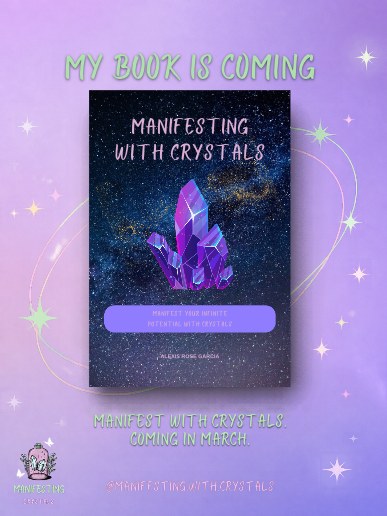 MY BOOK IS COMING
MANIFESTING
WITH CRYSTALS
MANIFEST YOUR INFINITE
POTENTIAL WITH CRYSTALS
ALEXIS ROSE GARCIA
MANIFEST WITH CRYSTALS.
COMING IN MARCH.
MANIFESTING
#MANIFESTINGWITHCRYSTALS